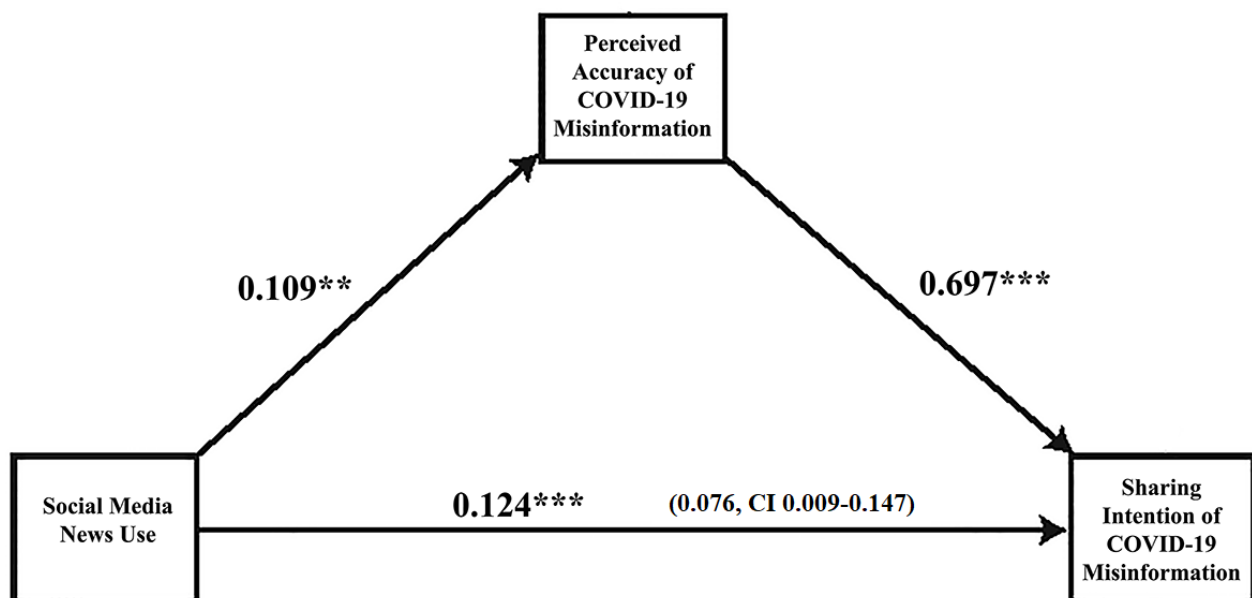 Perceived
Accuracy of
COVID-19
Misinformation
0.109**
0.697***
Social Media
News Use
0.124***
(0.076, CI 0.009-0.147)
Sharing
Intention of
COVID-19
Misinformation